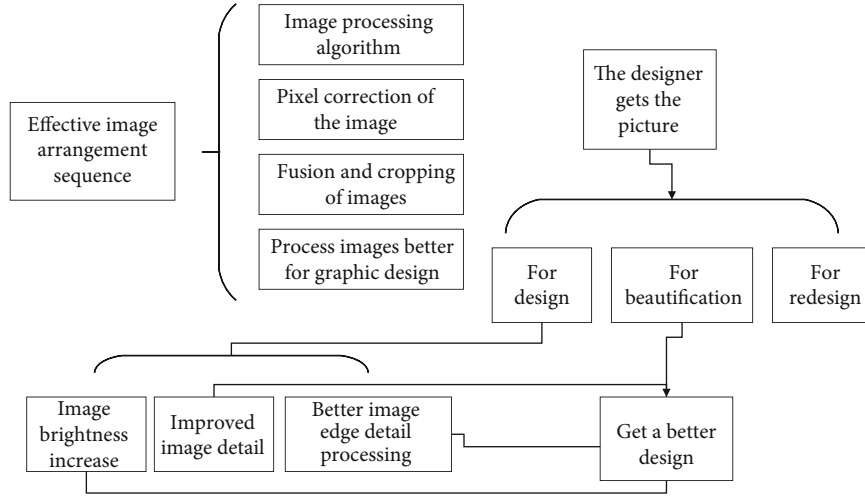 Effective image
arrangement
sequence
Image processing
algorithm
Pixel correction of
the image
Fusion and cropping
of images
Process images better
for graphic design
The designer
gets the
picture
For
design
For
beautification
For
redesign
Image
brightness
increase
Improved
image detail
Better image
edge detail
processing
Get a better
design